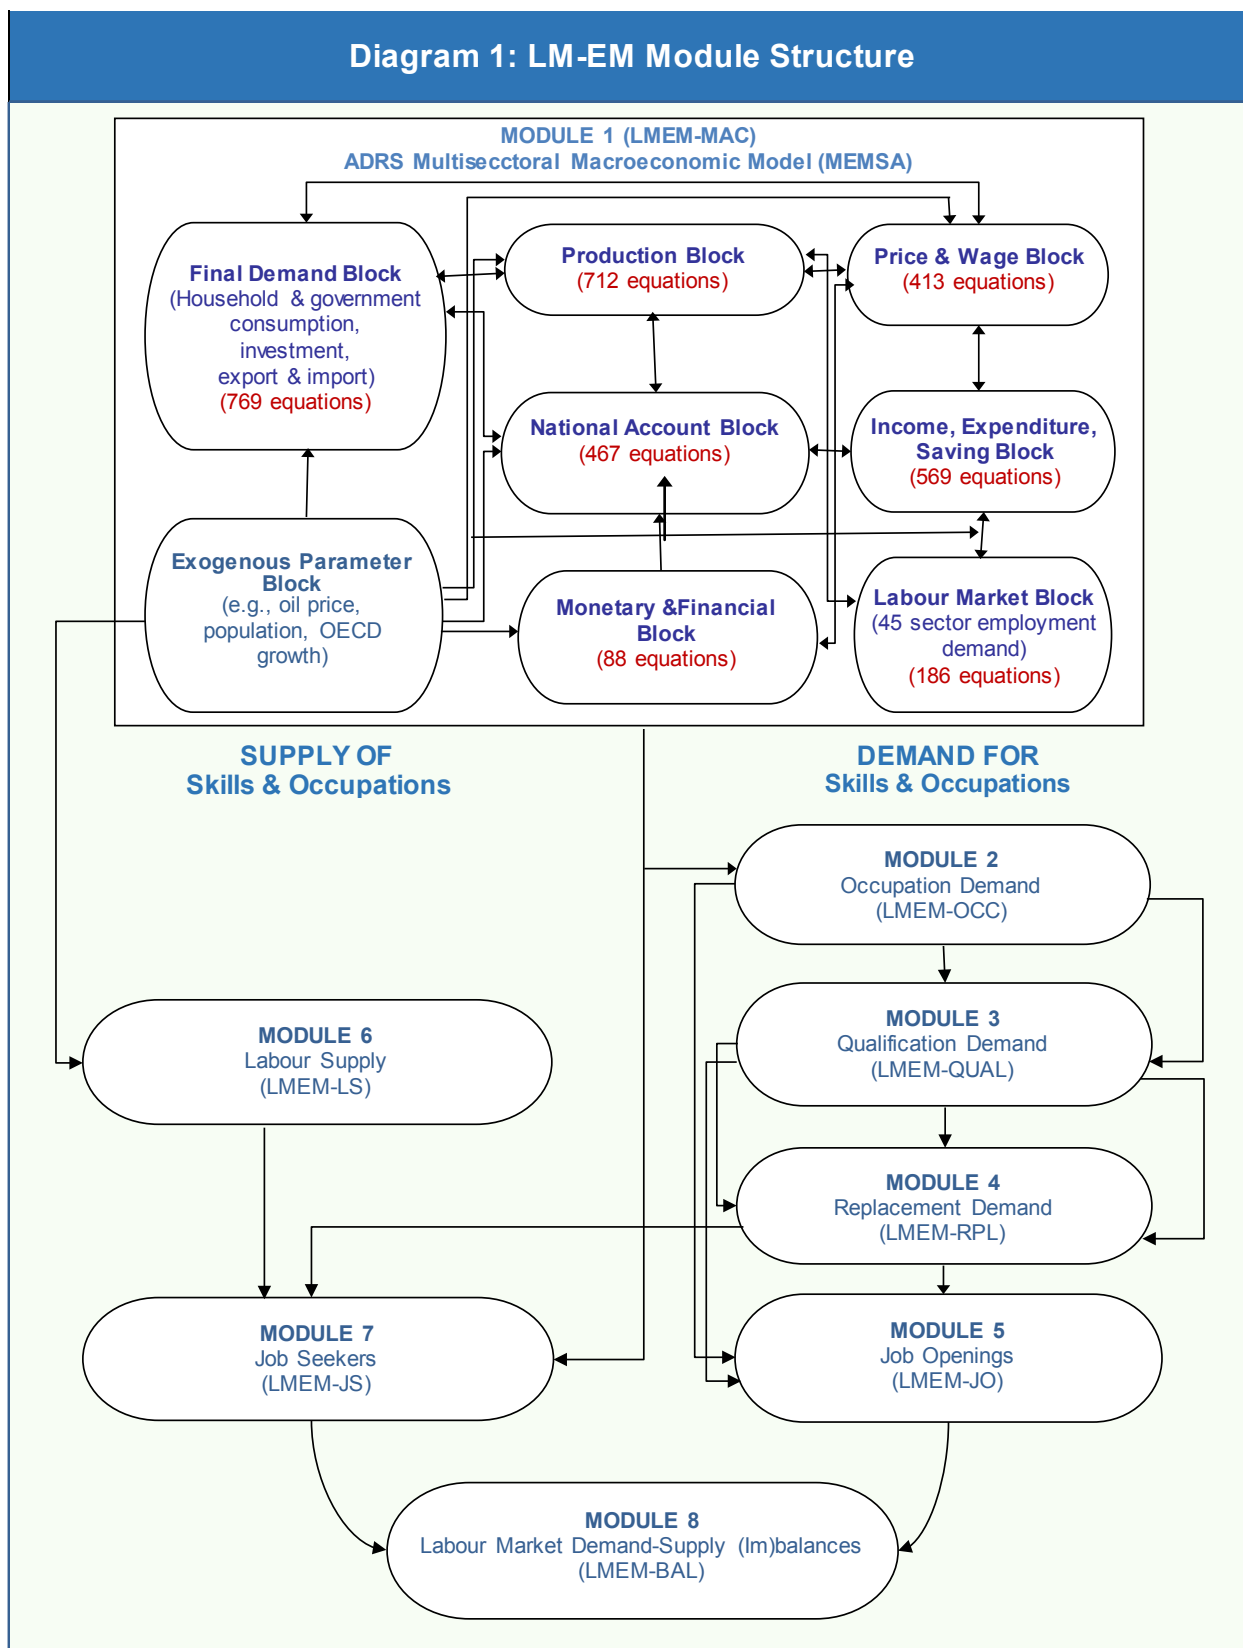 Diagram 1: LM-EM Module Structure
MODULE 1 (LMEM-MAC)
ADRS Multisecctoral Macroeconomic Model (MEMSA)
Final Demand Block
(Household & government
consumption,
investment,
export & import)
(769 equations)
Production Block
(712 equations)
Price & Wage Block
(413 equations)
National Account Block
(467 equations)
Income, Expenditure,
Saving Block
(569 equations)
Exogenous Parameter
Block
(e.g., oil price,
population, OECD
growth)
Monetary &Financial
Block
(88 equations)
Labour Market Block
(45 sector employment
demand)
(186 equations)
SUPPLY OF
Skills & Occupations
DEMAND FOR
Skills & Occupations
MODULE 2
Occupation Demand
(LMEM-OCC)
MODULE 6
Labour Supply
(LMEM-LS)
MODULE 3
Qualification Demand
(LMEM-QUAL)
MODULE 4
Replacement Demand
(LMEM-RPL)
MODULE 7
Job Seekers
(LMEM-JS)
MODULE 5
Job Openings
(LMEM-JO)
MODULE 8
Labour Market Demand-Supply (Im)balances
(LMEM-BAL)